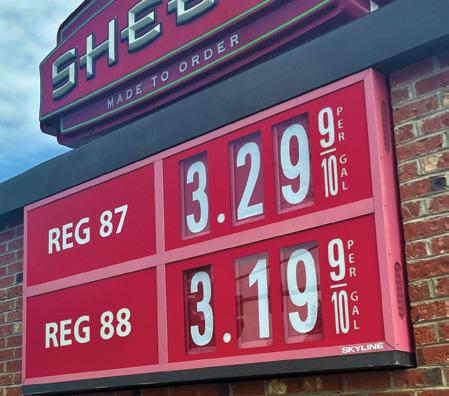 SHEE
MADE TO ORDER
REG 87 3.29 9/10 PER GAL
REG 88 3.19 9/10 PER GAL
SKYLINE